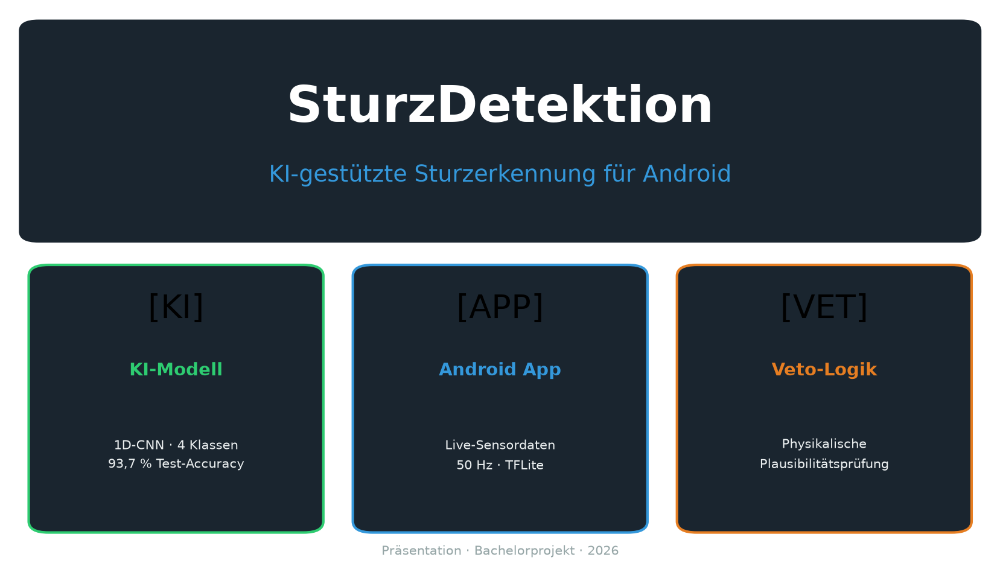 SturzDetektion
KI-gestützte Sturzerkennung für Android
[KI]
KI-Modell
1D-CNN · 4 Klassen
93,7 % Test-Accuracy
[APP]
Android App
Live-Sensordaten
50 Hz · TFLite
[VET]
Veto-Logik
Physikalische
Plausibilitätsprüfung
Präsentation · Bachelorprojekt · 2026